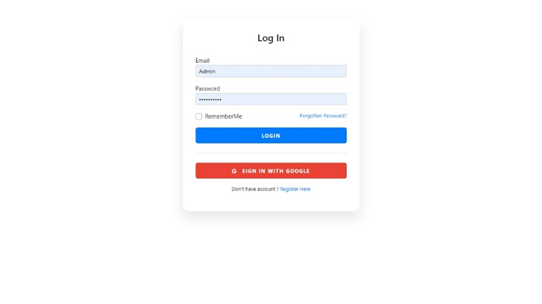 Log In
Email
Admin
Password
••••••••••
RememberMe Forgotten Password?
LOGIN
G SIGN IN WITH GOOGLE
Don't have account ? Register Here